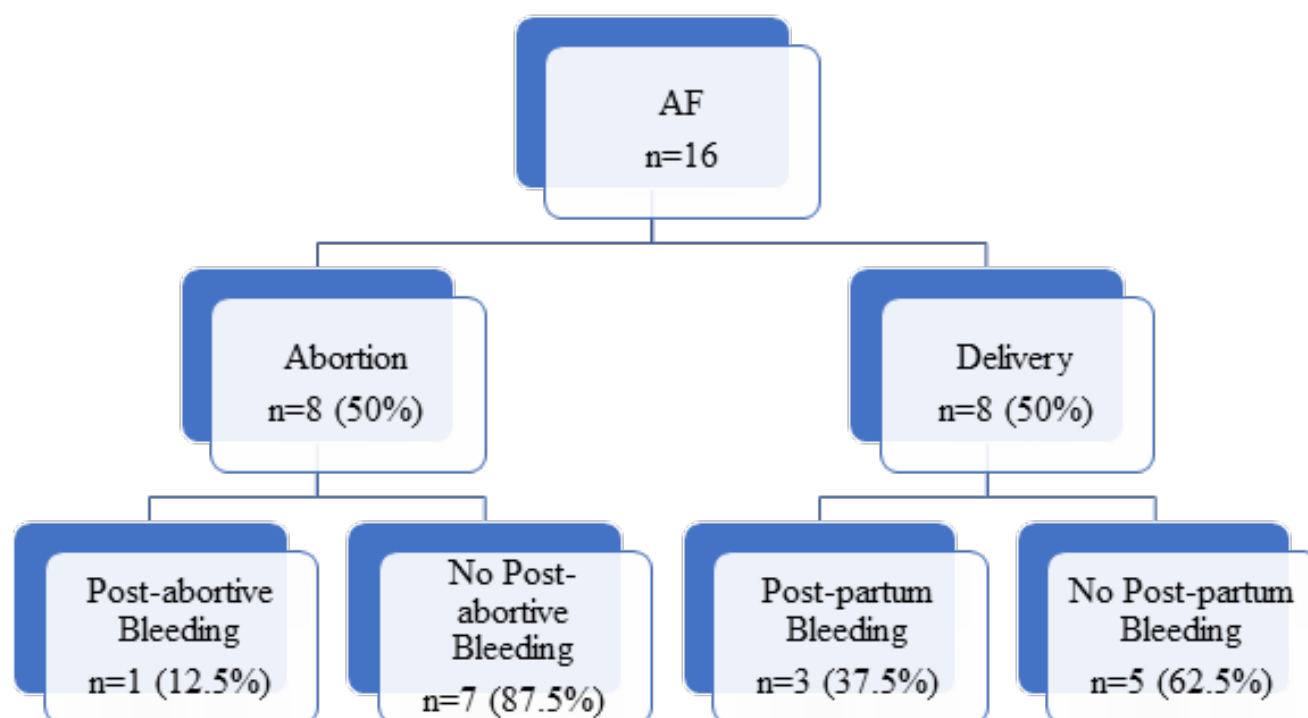 AF
n=16
Abortion
n=8 (50%)
Delivery
n=8 (50%)
Post-abortive
Bleeding
n=1 (12.5%)
No Post-
abortive
Bleeding
n=7 (87.5%)
Post-partum
Bleeding
n=3 (37.5%)
No Post-partum
Bleeding
n=5 (62.5%)